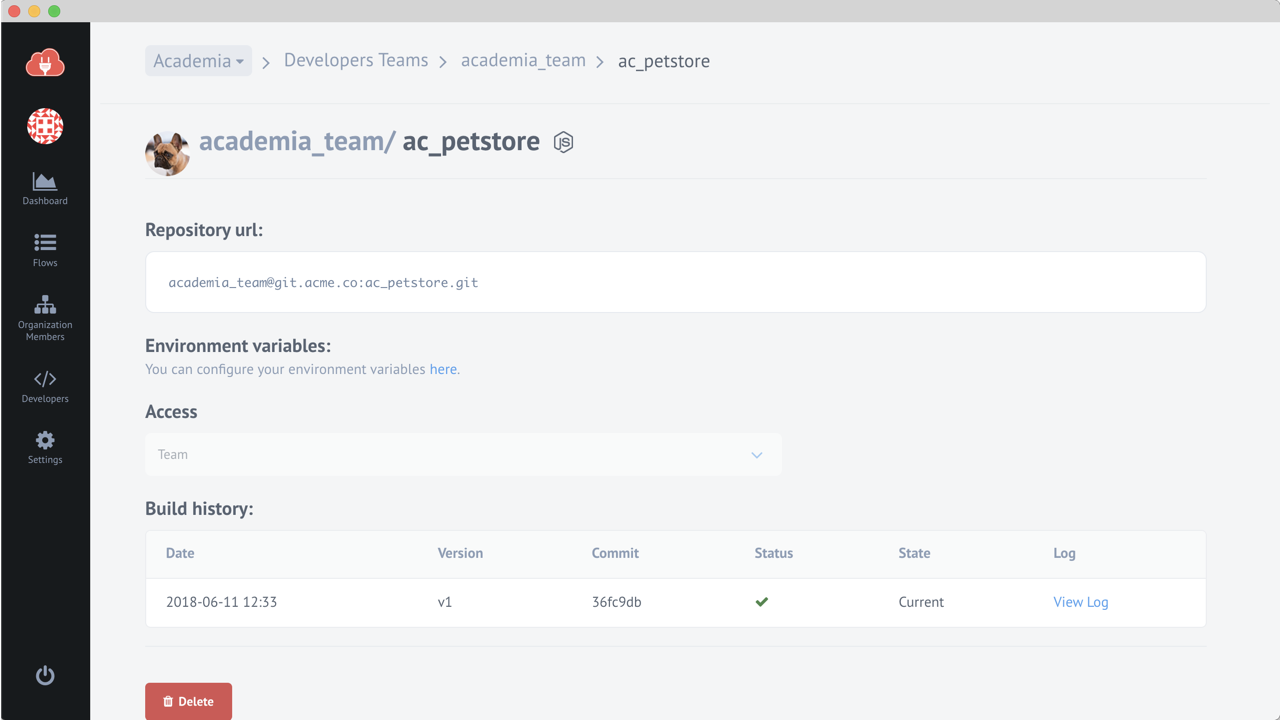 Academia
Developers Teams
academia_team
ac_petstore
academia_team/ ac_petstore
JS
Dashboard
Flows
Organization
Members
Developers
Settings
Repository url:
academia_team@git.acme.co:ac_petstore.git
Environment variables:
You can configure your environment variables here.
Access
Team
Build history:
Date Version Commit Status State Log
2018-06-11 12:33 v1 36fc9db Current View Log
Delete